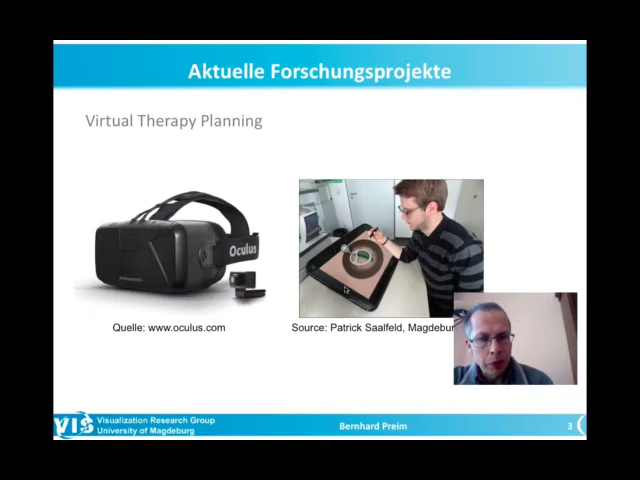 Aktuelle Forschungsprojekte
Virtual Therapy Planning
Oculus
Quelle: www.oculus.com
Source: Patrick Saalfeld, Magdebur
VIS
Visualization Research Group
University of Magdeburg
Bernhard Preim
3